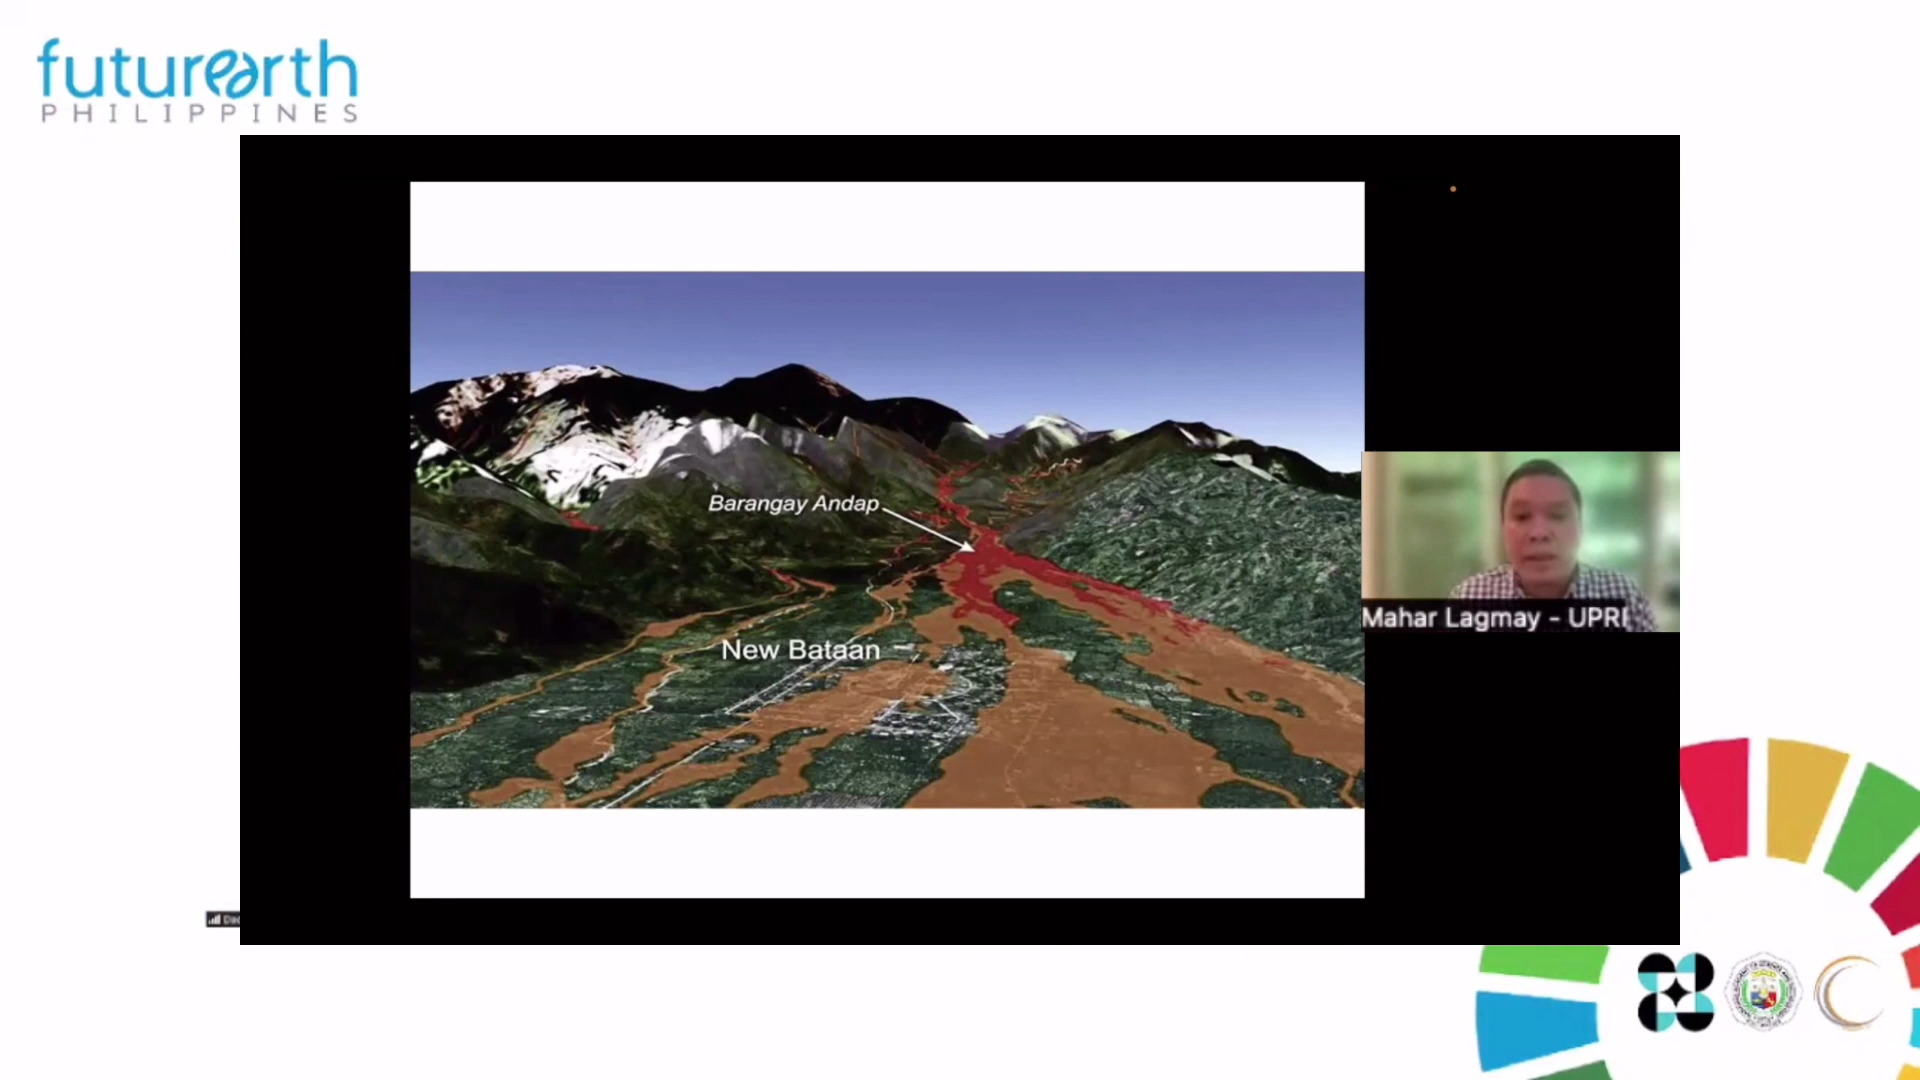 futurearth
PHILIPPINES
Barangay Andap
New Bataan
Mahar Lagmay - UPRI